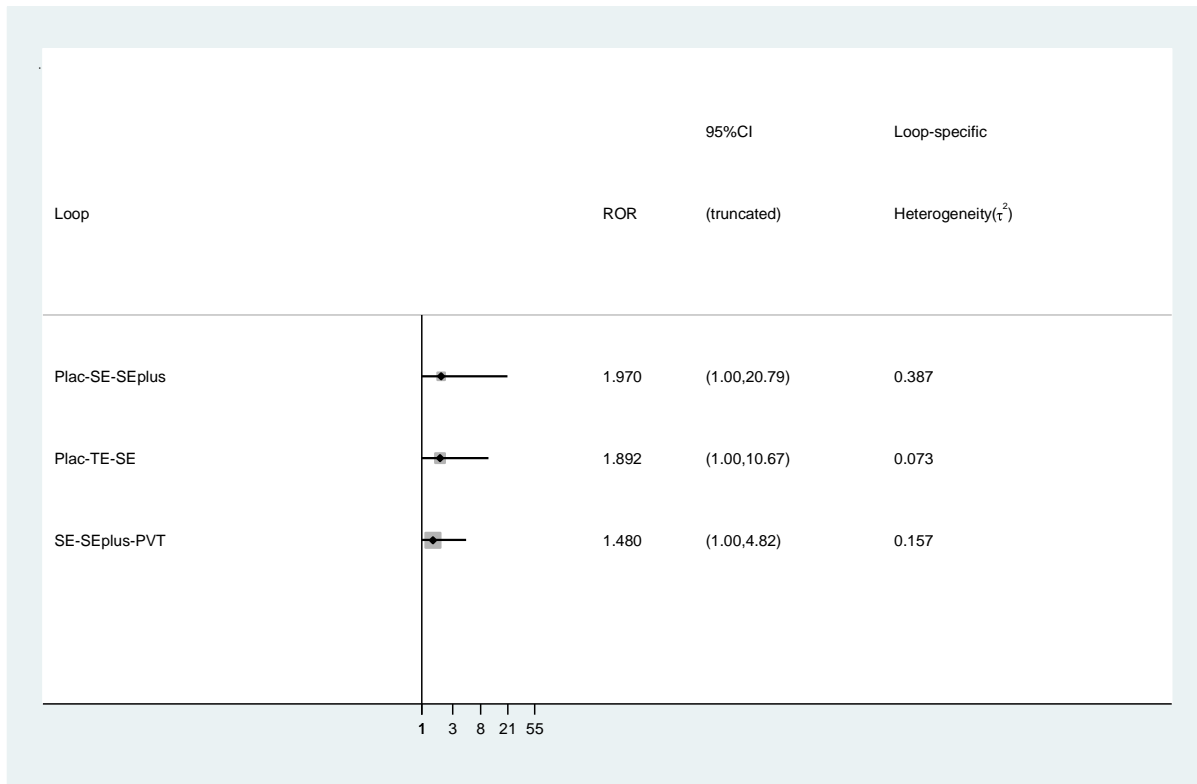 95%CI Loop-specific
Loop ROR (truncated) Heterogeneity(τ²)
Plac-SE-SEplus 1.970 (1.00,20.79) 0.387
Plac-TE-SE 1.892 (1.00,10.67) 0.073
SE-SEplus-PVT 1.480 (1.00,4.82) 0.157
1 3 8 21 55